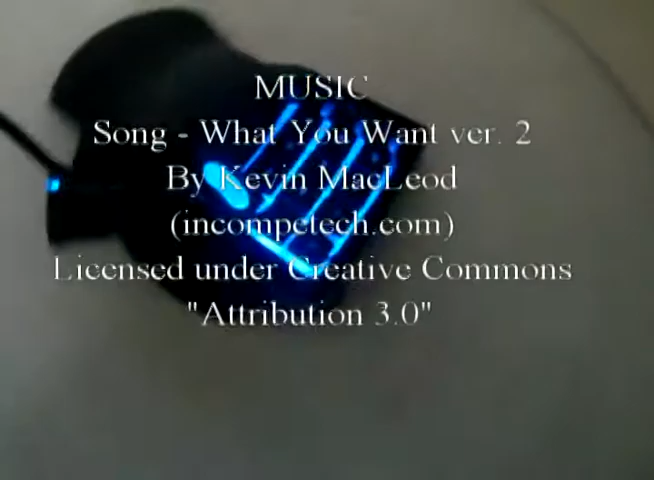 MUSIC
Song - What You Want ver. 2
By Kevin MacLeod
(incompetech.com)
Licensed under Creative Commons
"Attribution 3.0"